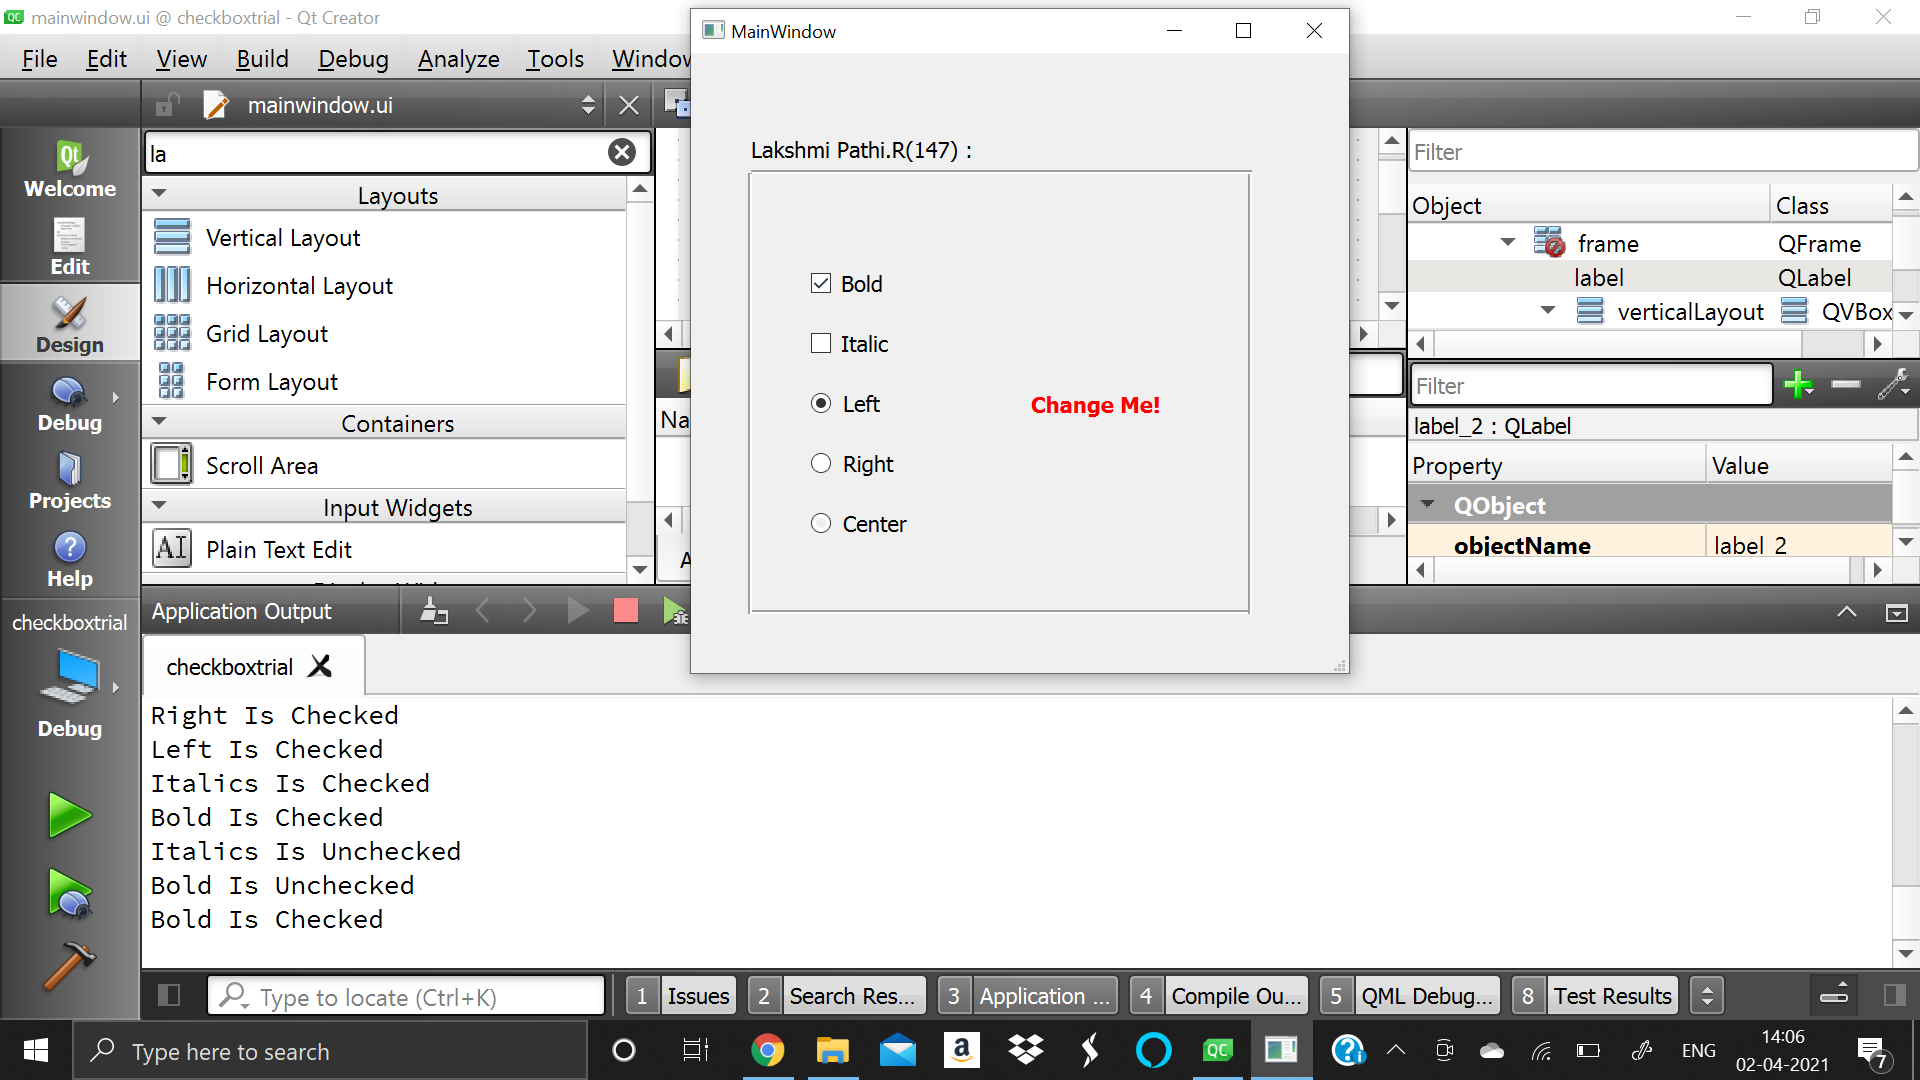 mainwindow.ui @ checkboxtrial - Qt Creator
File Edit View Build Debug Analyze Tools Window
mainwindow.ui
la
Layouts
Vertical Layout
Horizontal Layout
Grid Layout
Form Layout
Containers
Scroll Area
Input Widgets
Plain Text Edit
Welcome
Edit
Design
Debug
Projects
Help
checkboxtrial
Debug
MainWindow
Lakshmi Pathi.R(147) :
Bold
Italic
Left
Change Me!
Right
Center
Filter
Object Class
frame QFrame
label QLabel
verticalLayout QVBox
Filter
label_2 : QLabel
Property Value
QObject
objectName label_2
Application Output
checkboxtrial
Right Is Checked
Left Is Checked
Italics Is Checked
Bold Is Checked
Italics Is Unchecked
Bold Is Unchecked
Bold Is Checked
Type to locate (Ctrl+K)
1 Issues 2 Search Res... 3 Application ... 4 Compile Ou... 5 QML Debug... 8 Test Results
Type here to search
ENG
14:06
02-04-2021
7